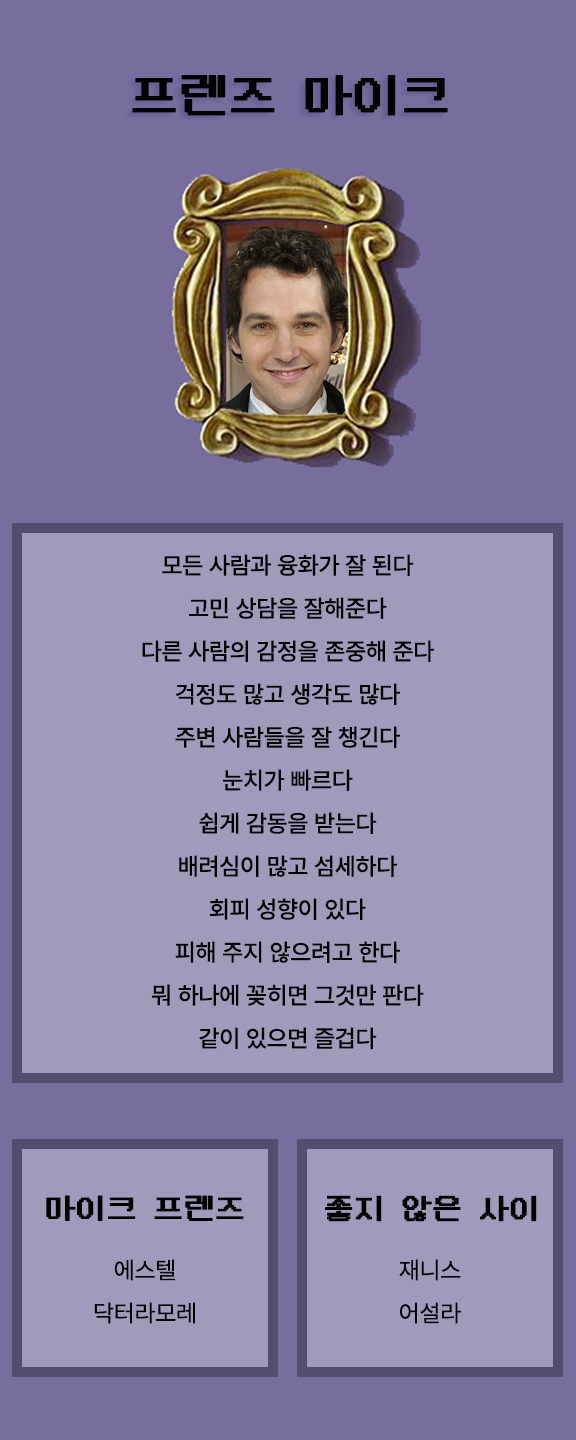 프렌즈 마이크
모든 사람과 융화가 잘 된다
고민 상담을 잘해준다
다른 사람의 감정을 존중해 준다
걱정도 많고 생각도 많다
주변 사람들을 잘 챙긴다
눈치가 빠르다
쉽게 감동을 받는다
배려심이 많고 섬세하다
회피 성향이 있다
피해 주지 않으려고 한다
뭐 하나에 꽂히면 그것만 판다
같이 있으면 즐겁다
마이크 프렌즈
에스텔
닥터라모레
좋지 않은 사이
재니스
어설라